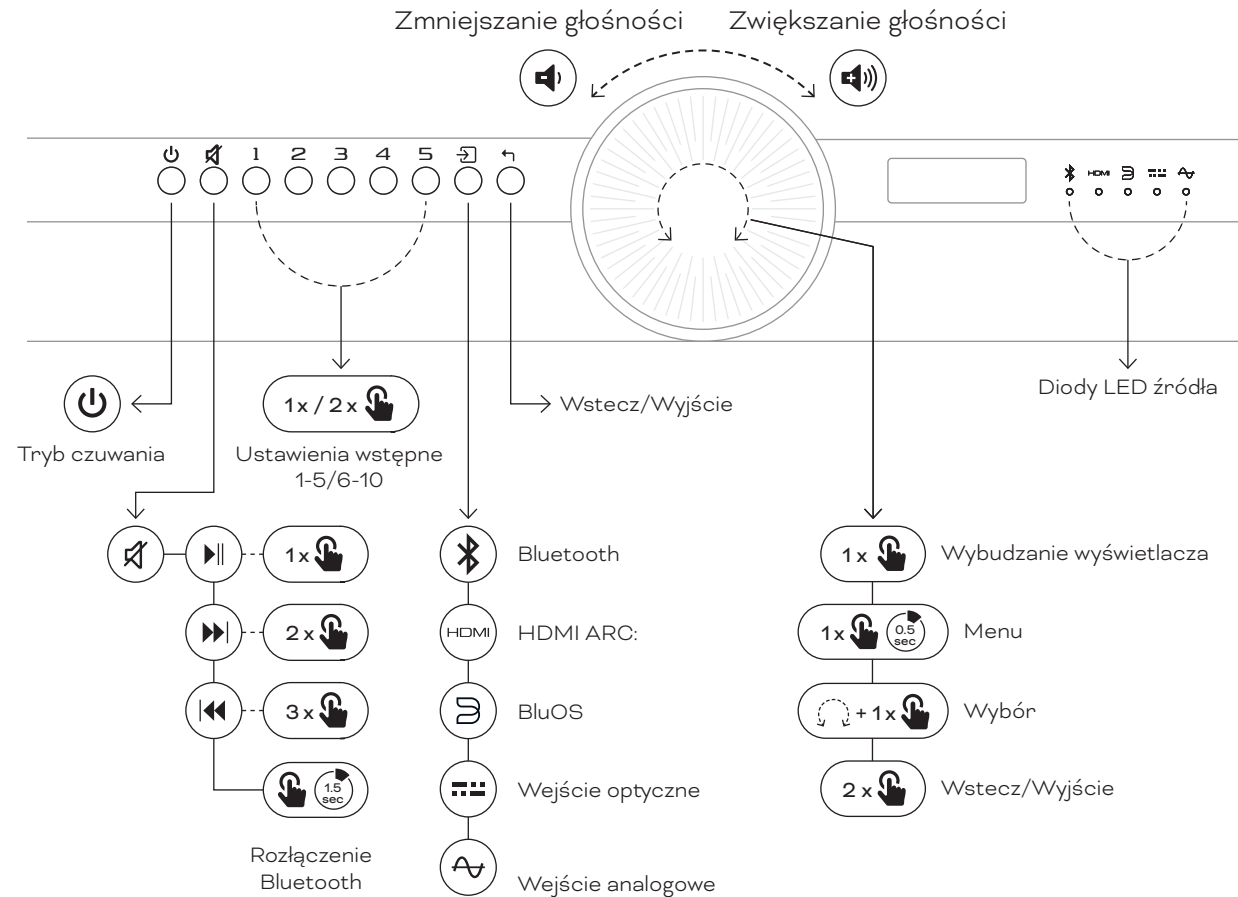 Zmniejszanie głośności Zwiększanie głośności
1 2 3 4 5
HDMI
Diody LED źródła
1x / 2x
Wstecz/Wyjście
Tryb czuwania
Ustawienia wstępne
1-5/6-10
1x
Bluetooth
1x
Wybudzanie wyświetlacza
2x
HDMI
HDMI ARC:
1x
0.5
sec
Menu
3x
BluOS
+ 1x
Wybór
1.5
sec
Wejście optyczne
2x
Wstecz/Wyjście
Rozłączenie
Bluetooth
Wejście analogowe